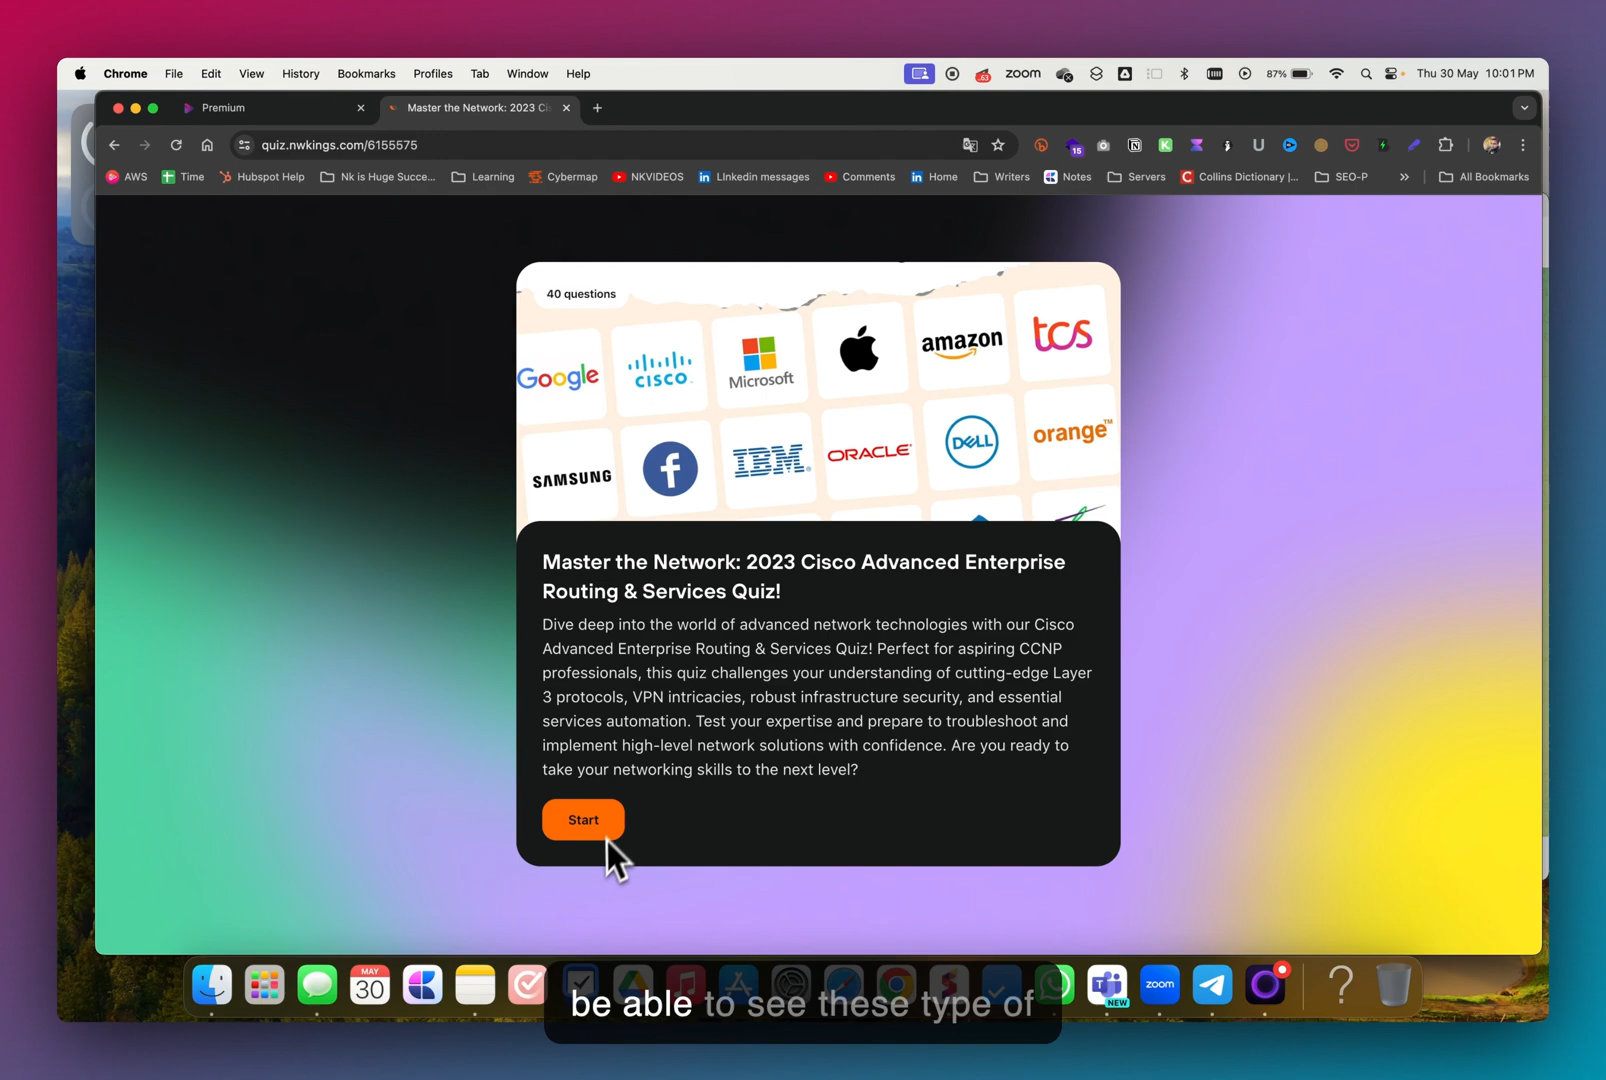 Chrome File Edit View History Bookmarks Profiles Tab Window Help
.63 zoom 87% Thu 30 May 10:01 PM
Premium Master the Network: 2023 Ci
quiz.nwkings.com/6155575
15
AWS Time Hubspot Help Nk is Huge Succe... Learning Cybermap NKVIDEOS LInkedin messages Comments Home Writers Notes Servers Collins Dictionary |... SEO-P All Bookmarks
40 questions
Google CISCO Microsoft amazon tcs
SAMSUNG IBM ORACLE DELL orange™
Master the Network: 2023 Cisco Advanced Enterprise
Routing & Services Quiz!
Dive deep into the world of advanced network technologies with our Cisco
Advanced Enterprise Routing & Services Quiz! Perfect for aspiring CCNP
professionals, this quiz challenges your understanding of cutting-edge Layer
3 protocols, VPN intricacies, robust infrastructure security, and essential
services automation. Test your expertise and prepare to troubleshoot and
implement high-level network solutions with confidence. Are you ready to
take your networking skills to the next level?
Start
MAY
30
zoom
NEW
be able to see these type of